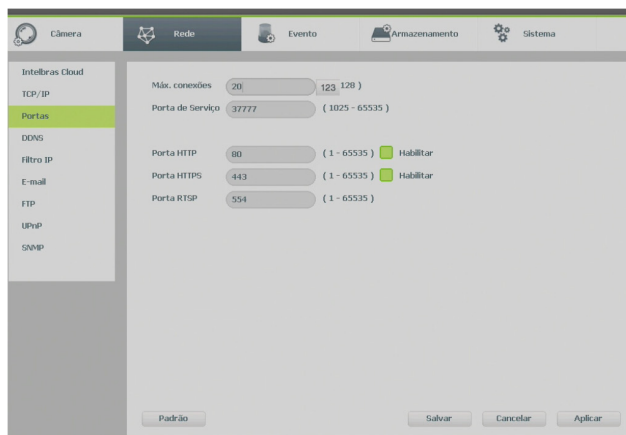 Câmera Rede Evento Armazenamento Sistema
Intelbras Cloud
TCP/IP
Portas
DDNS
Filtro IP
E-mail
FTP
UPnP
SNMP
Máx. conexões 20 123 128 )
Porta de Serviço 37777 ( 1025 - 65535 )
Porta HTTP 80 ( 1 - 65535 ) Habilitar
Porta HTTPS 443 ( 1 - 65535 ) Habilitar
Porta RTSP 554 ( 1 - 65535 )
Padrão Salvar Cancelar Aplicar